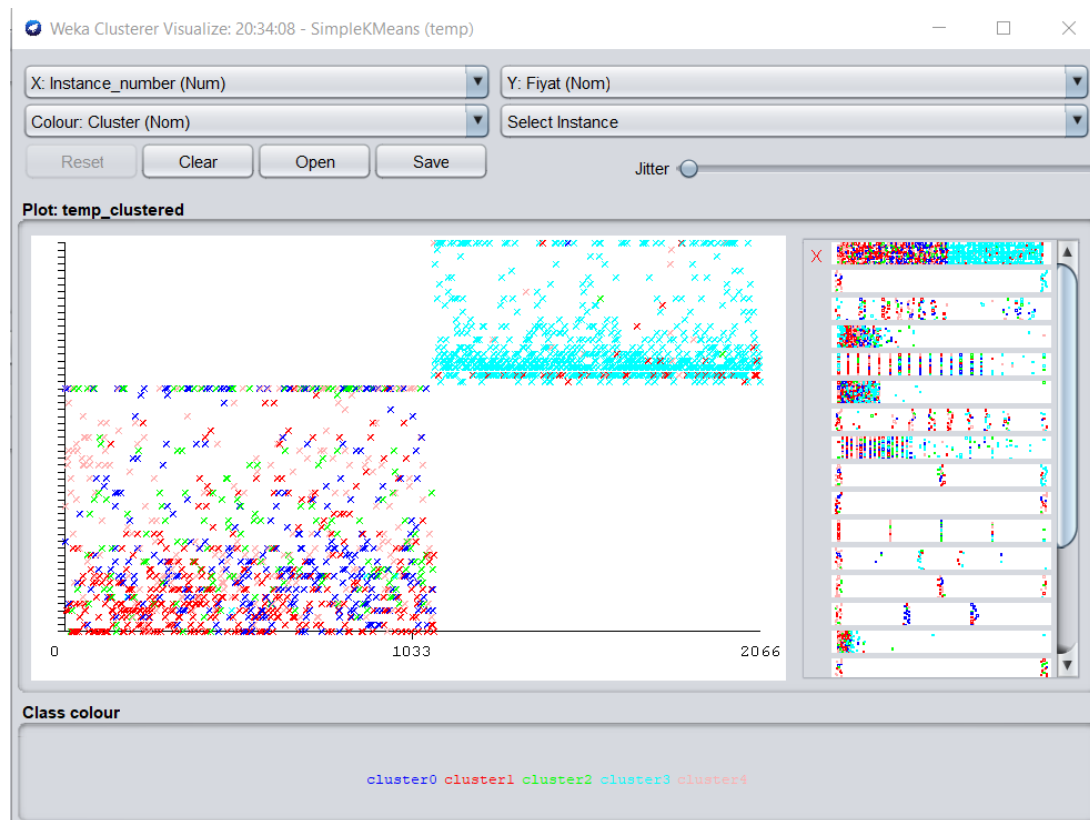 Weka Clusterer Visualize: 20:34:08 - SimpleKMeans (temp)
X: Instance_number (Num) Y: Fiyat (Nom)
Colour: Cluster (Nom) Select Instance
Reset Clear Open Save Jitter
Plot: temp_clustered
X
0 1033 2066
Class colour
cluster0 cluster1 cluster2 cluster3 cluster4